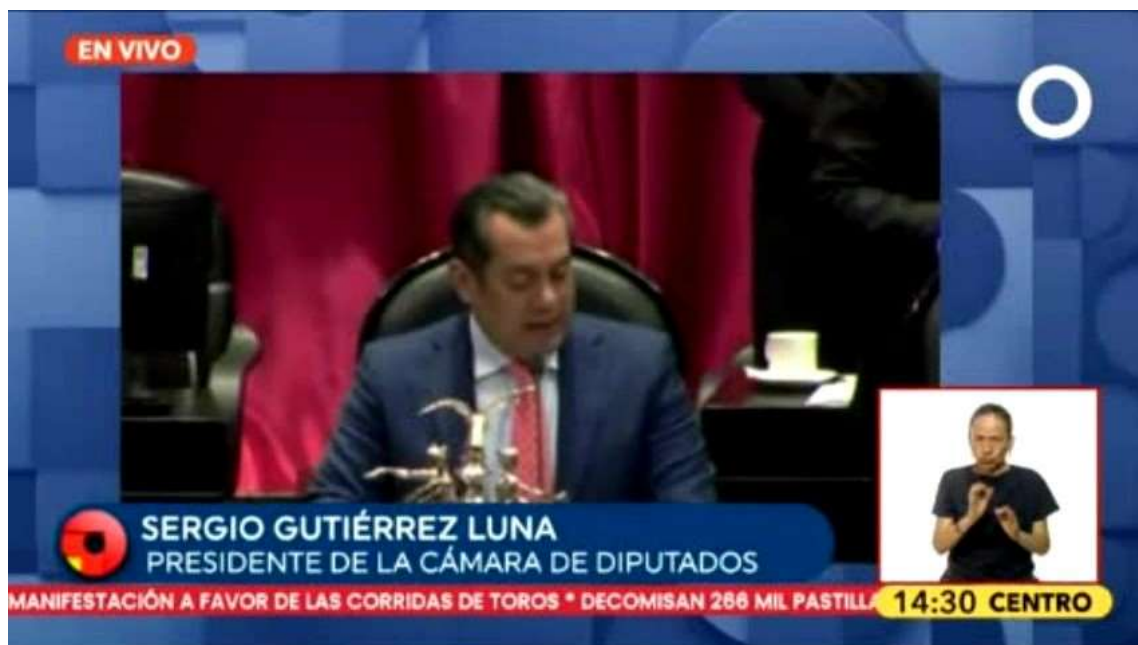 EN VIVO
SERGIO GUTIÉRREZ LUNA
PRESIDENTE DE LA CÁMARA DE DIPUTADOS
MANIFESTACIÓN A FAVOR DE LAS CORRIDAS DE TOROS * DECOMISAN 266 MIL PASTILLA
14:30 CENTRO